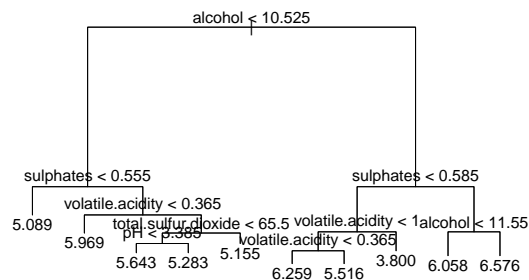 alcohol < 10.525
sulphates < 0.555
sulphates < 0.585
5.089
volatile.acidity < 0.365
5.969
total.sulfur.dioxide < 65.5
pH < 3.385
5.643
5.283
5.155
volatile.acidity < 1
volatile.acidity < 0.365
6.259
5.516
3.800
alcohol < 11.55
6.058
6.576